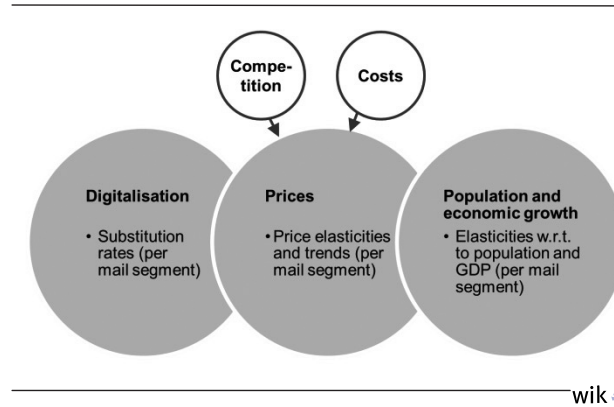 Compe-
tition
Costs
Digitalisation
• Substitution
rates (per
mail segment)
Prices
• Price elasticities
and trends (per
mail segment)
Population and
economic growth
• Elasticities w.r.t.
to population and
GDP (per mail
segment)
wik